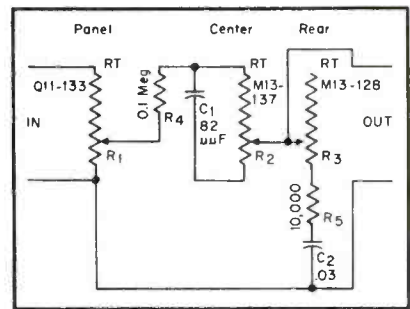 Panel Center Rear
RT RT RT
Q11-133 M13-137 M13-128
0.1 Meg
R4
C1
82
µµF
IN OUT
R1 R2 R3
10,000
R5
C2
.03